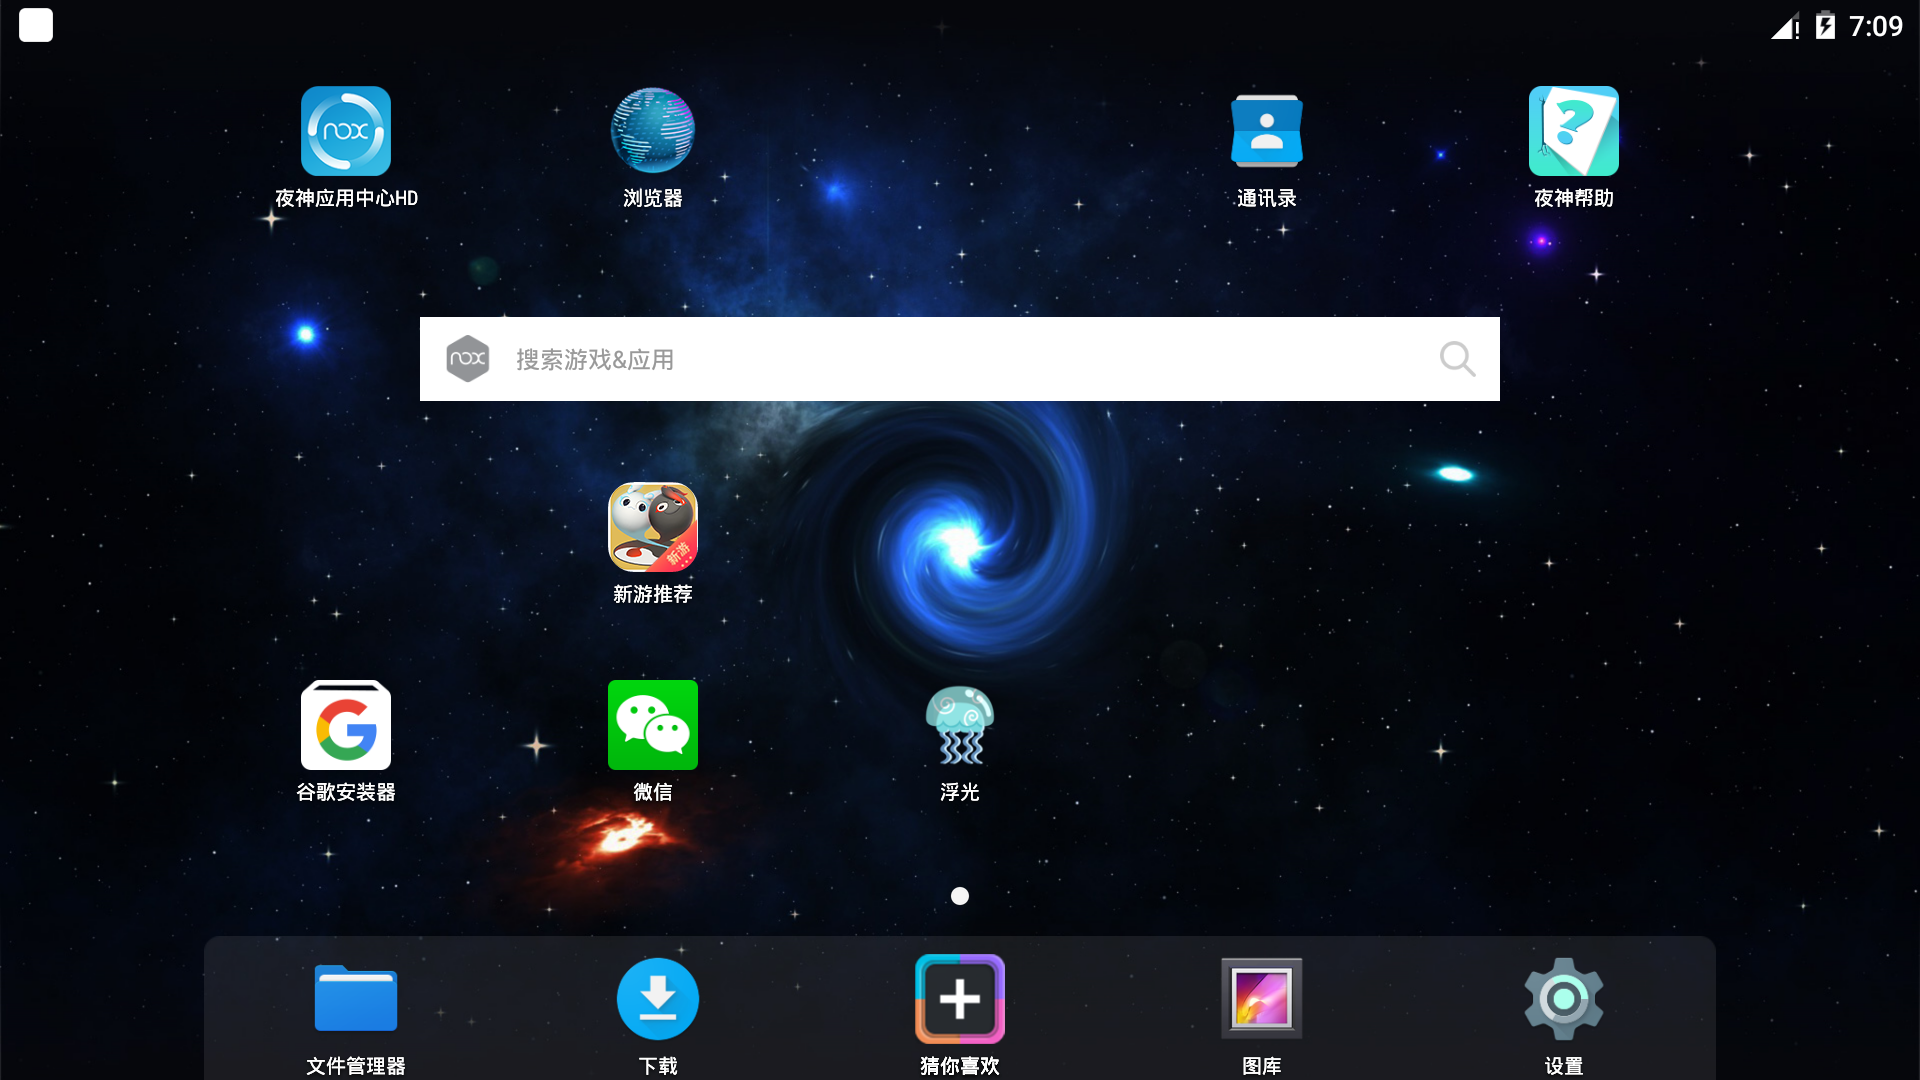 7:09
nox
夜神应用中心HD
浏览器
通讯录
?
夜神帮助
nox
搜索游戏&应用
新游
新游推荐
G
谷歌安装器
微信
浮光
文件管理器
下载
猜你喜欢
图库
设置